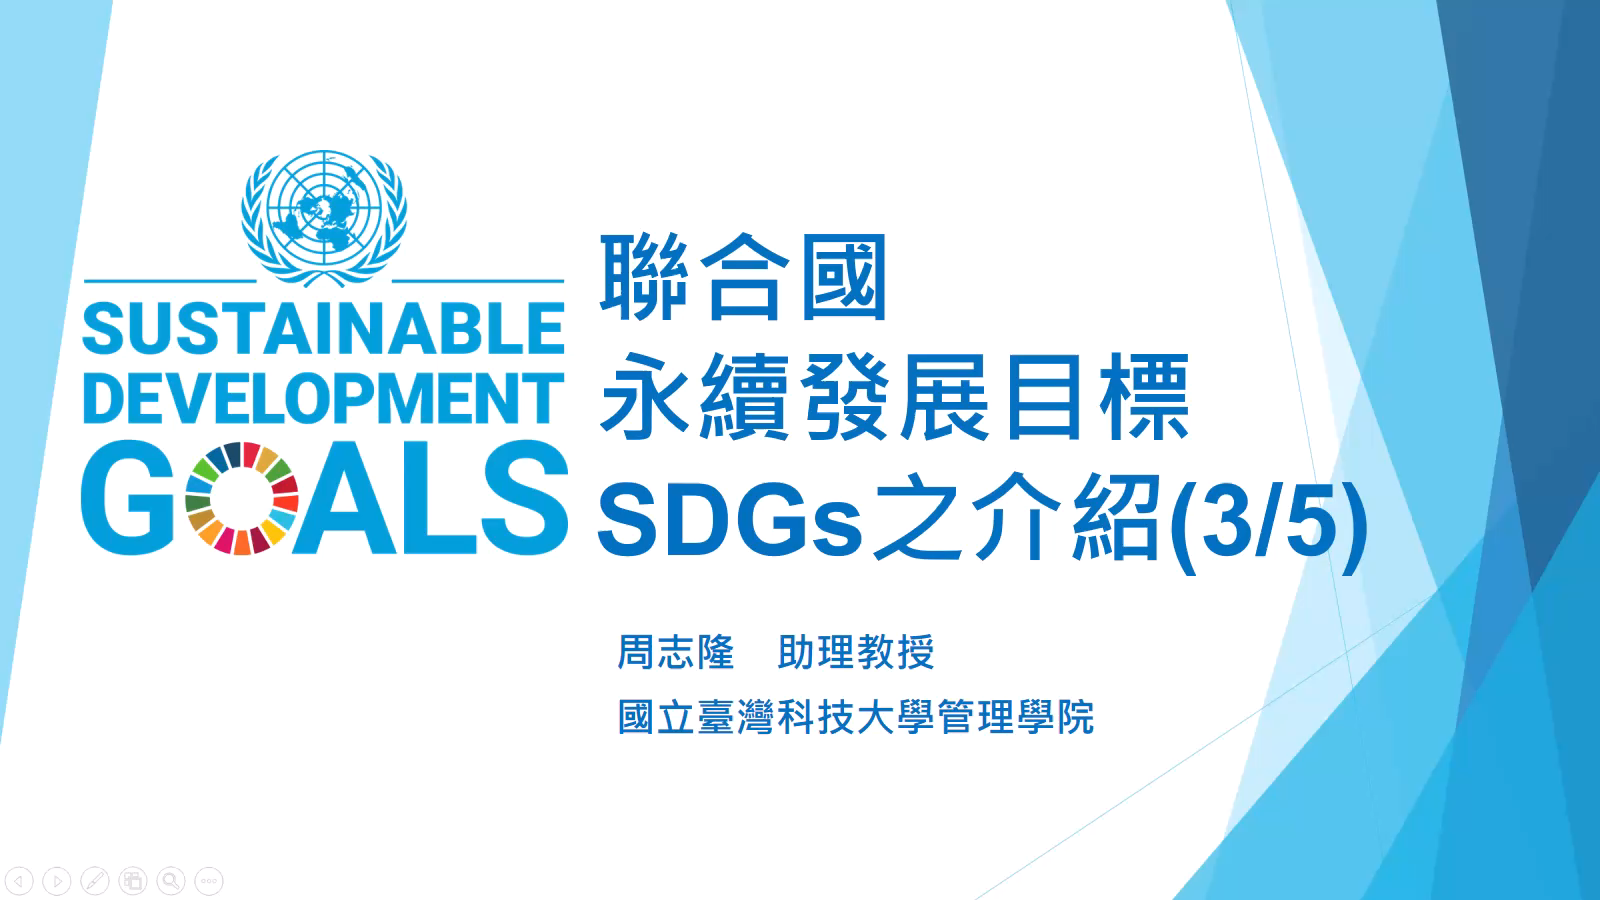 SUSTAINABLE
DEVELOPMENT
GOALS
聯合國
永續發展目標
SDGs之介紹(3/5)
周志隆　助理教授
國立臺灣科技大學管理學院